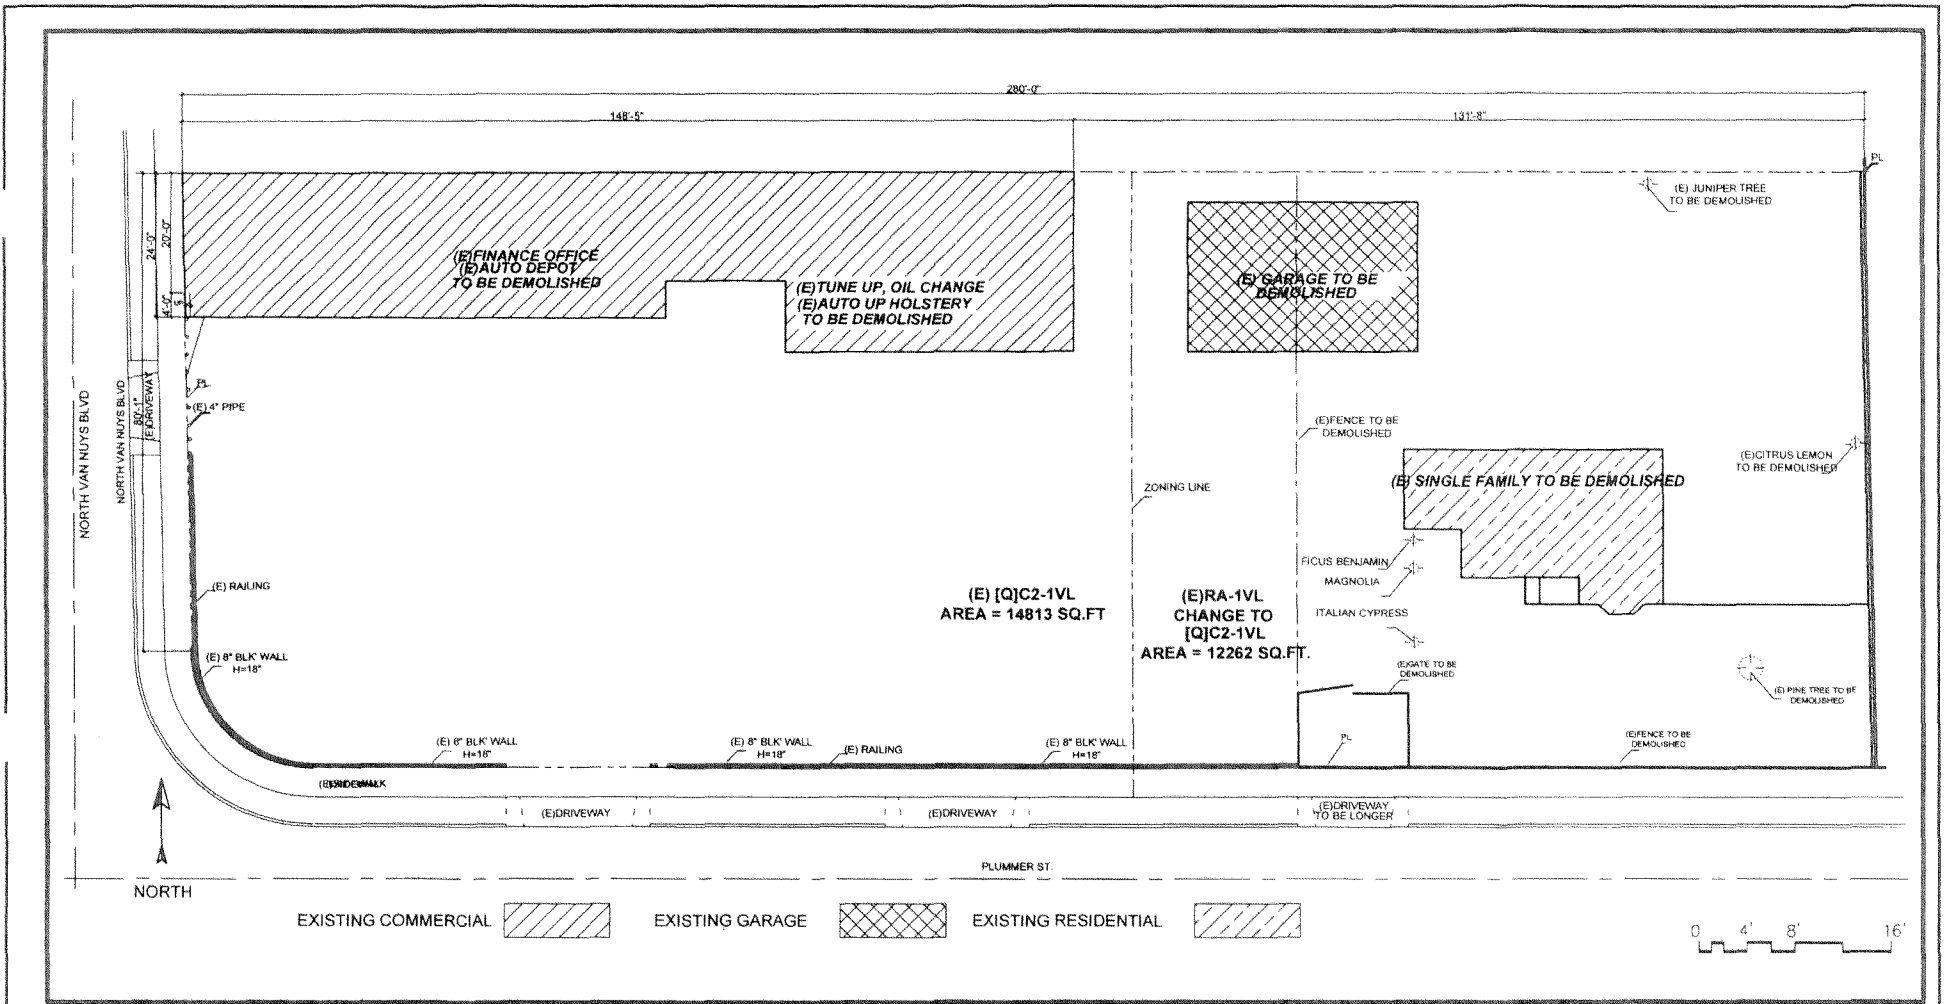 280'-0"
148'-5"
131'-8"
PL
(E) JUNIPER TREE
TO BE DEMOLISHED
24'-0"
20'-0"
4'-0"
(E)FINANCE OFFICE
(E)AUTO DEPOT
TO BE DEMOLISHED
(E)TUNE UP, OIL CHANGE
(E)AUTO UP HOLSTERY
TO BE DEMOLISHED
(E) GARAGE TO BE
DEMOLISHED
NORTH VAN NUYS BLVD
NORTH VAN NUYS BLVD
80'-1"
(E)DRIVEWAY
PL
(E) 4" PIPE
(E)FENCE TO BE
DEMOLISHED
(E)CITRUS LEMON
TO BE DEMOLISHED
(E) SINGLE FAMILY TO BE DEMOLISHED
ZONING LINE
FICUS BENJAMIN
MAGNOLIA
ITALIAN CYPRESS
(E) RAILING
(E) [Q]C2-1VL
AREA = 14813 SQ.FT
(E)RA-1VL
CHANGE TO
[Q]C2-1VL
AREA = 12262 SQ.FT.
(E) 8" BLK' WALL
H=18"
(E)GATE TO BE
DEMOLISHED
(E) PINE TREE TO BE
DEMOLISHED
(E) 8" BLK' WALL
H=18"
(E) 8" BLK' WALL
H=18"
(E) RAILING
(E) 8" BLK' WALL
H=18"
PL
(E)FENCE TO BE
DEMOLISHED
(E)DRIVEWAY
(E)DRIVEWAY
(E)DRIVEWAY
TO BE LONGER
PLUMMER ST.
NORTH
EXISTING COMMERCIAL
EXISTING GARAGE
EXISTING RESIDENTIAL
0 4' 8' 16'